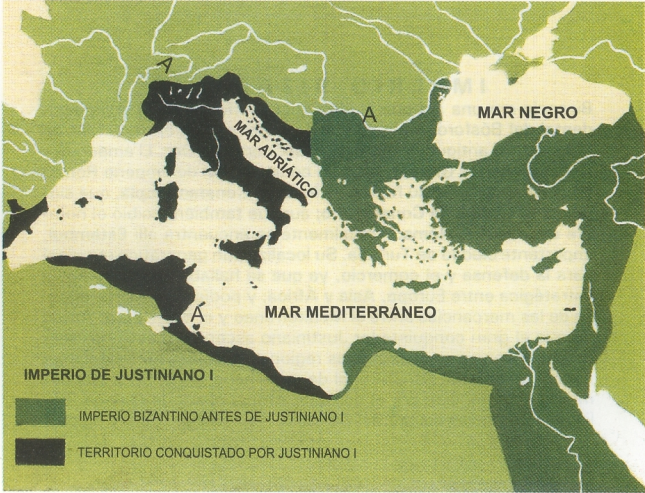 A
A
MAR NEGRO
MAR ADRIÁTICO
MAR MEDITERRÁNEO
A
IMPERIO DE JUSTINIANO I
IMPERIO BIZANTINO ANTES DE JUSTINIANO I
TERRITORIO CONQUISTADO POR JUSTINIANO I